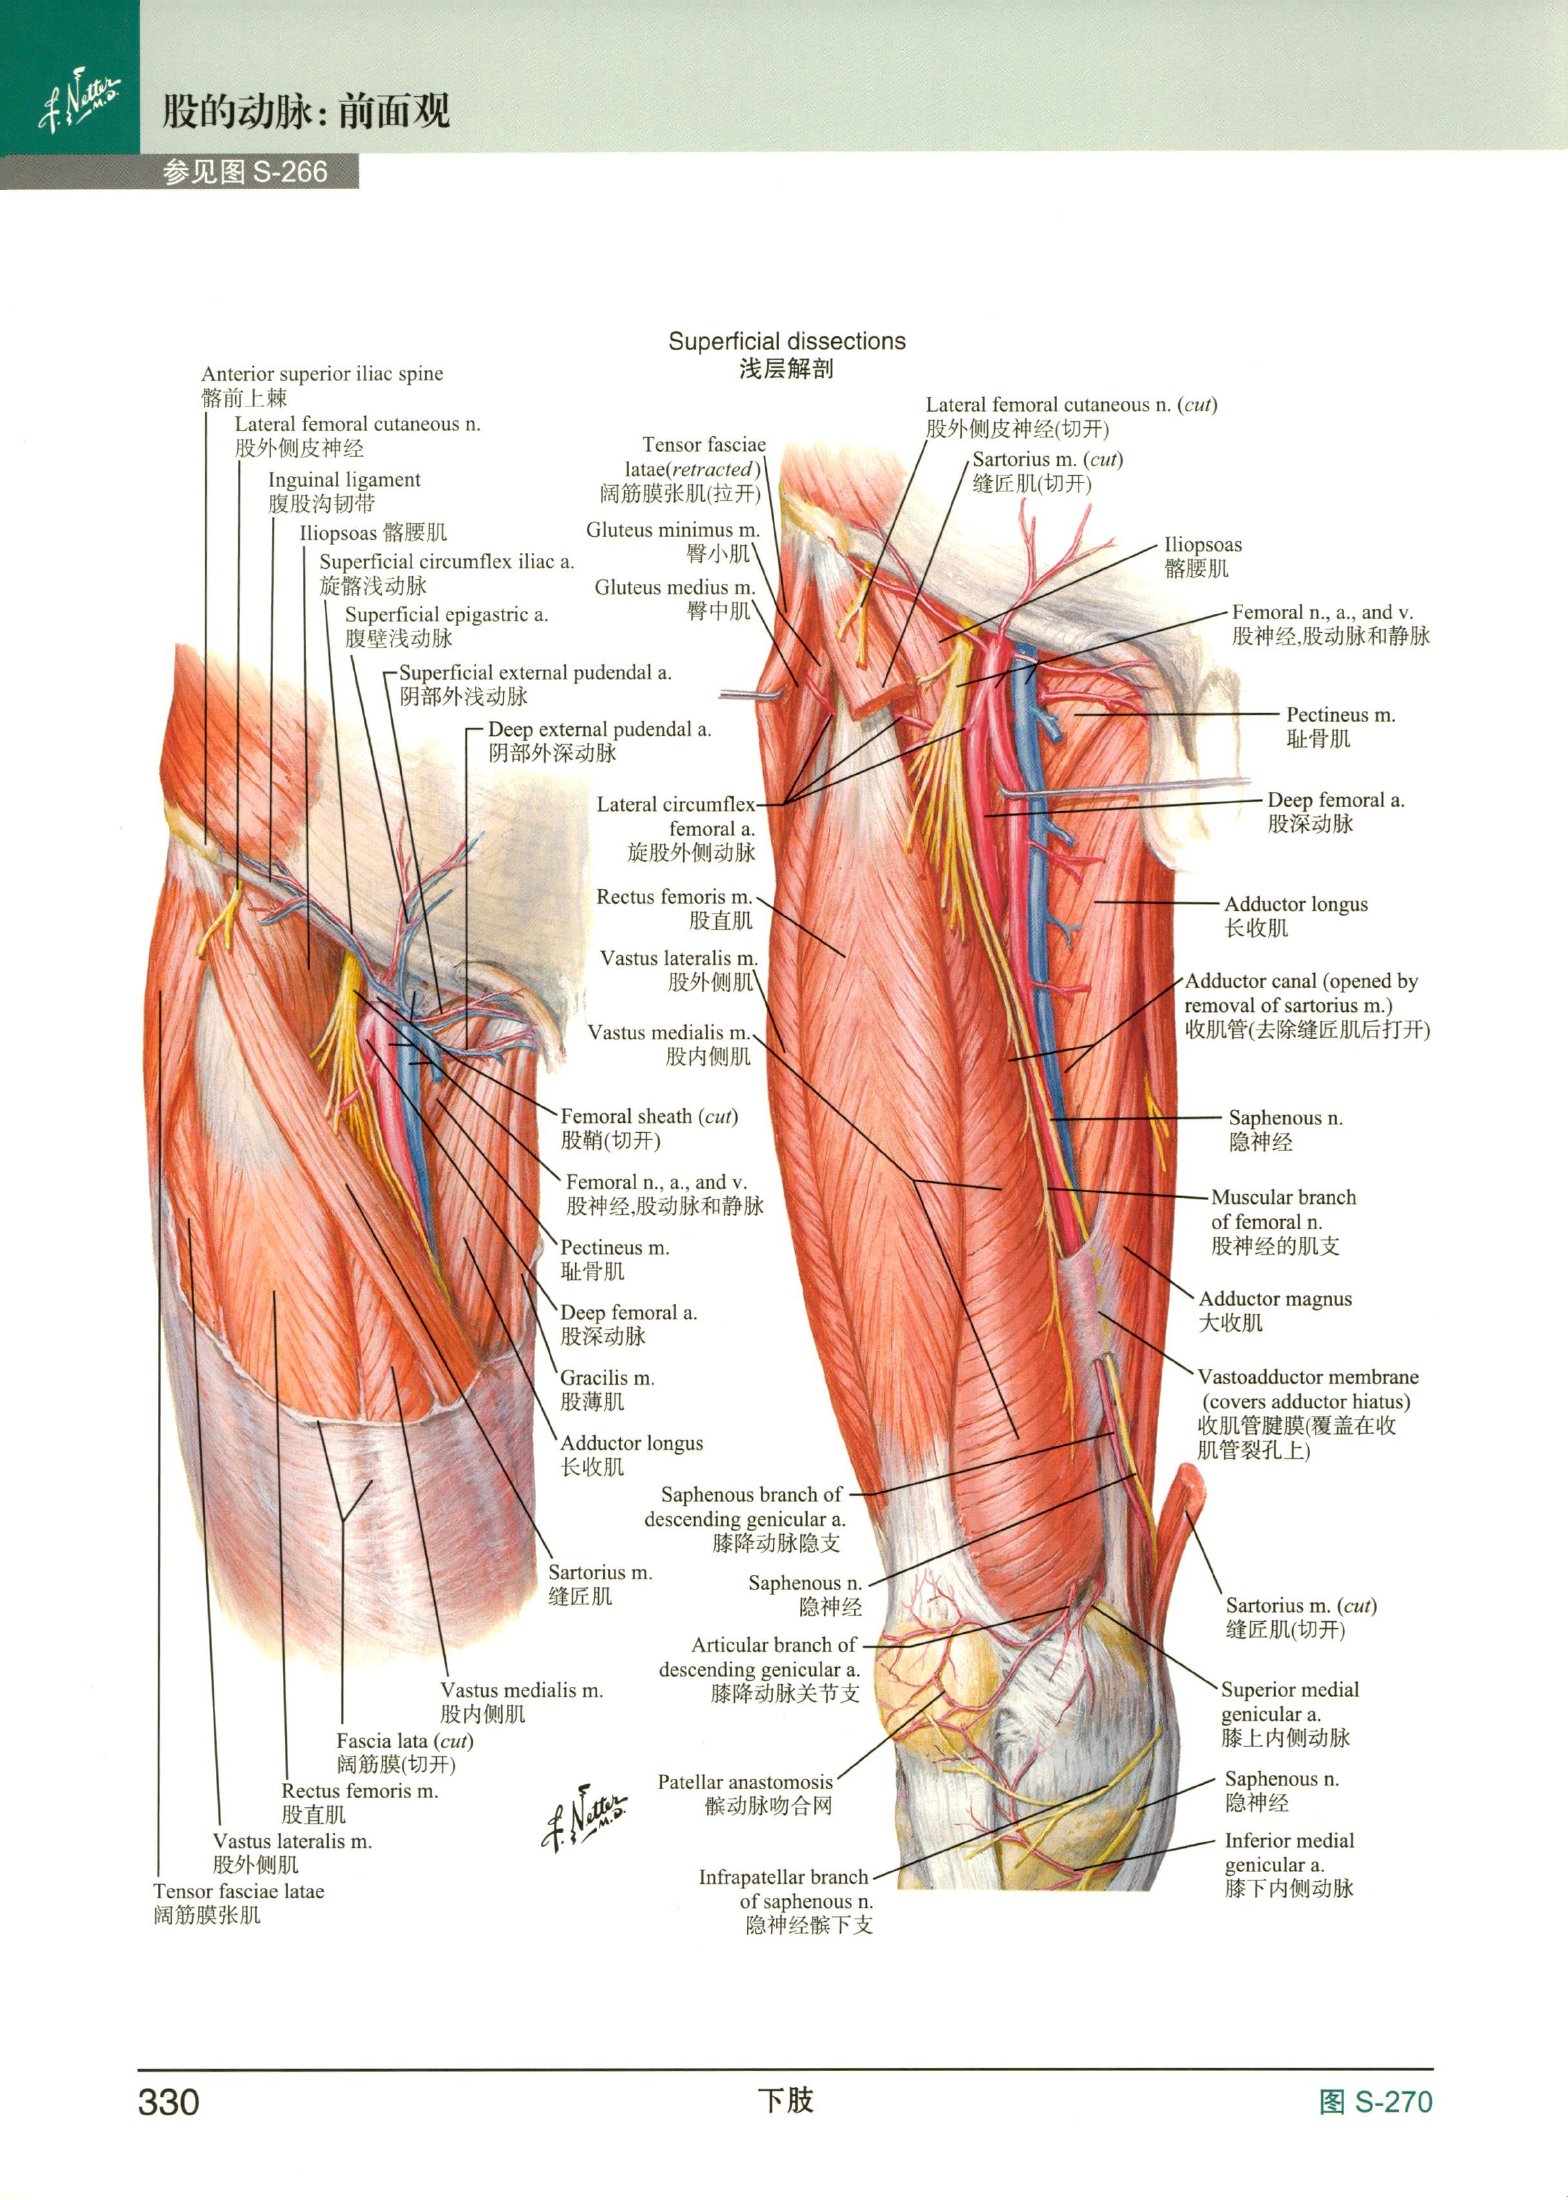 F. Netter M.D.
股的动脉：前面观
参见图 S-266
Superficial dissections
浅层解剖
Anterior superior iliac spine
髂前上棘
Lateral femoral cutaneous n.
股外侧皮神经
Inguinal ligament
腹股沟韧带
Iliopsoas 髂腰肌
Superficial circumflex iliac a.
旋髂浅动脉
Superficial epigastric a.
腹壁浅动脉
Superficial external pudendal a.
阴部外浅动脉
Deep external pudendal a.
阴部外深动脉
Femoral sheath (cut)
股鞘(切开)
Femoral n., a., and v.
股神经,股动脉和静脉
Pectineus m.
耻骨肌
Deep femoral a.
股深动脉
Gracilis m.
股薄肌
Adductor longus
长收肌
Sartorius m.
缝匠肌
Vastus medialis m.
股内侧肌
Fascia lata (cut)
阔筋膜(切开)
Rectus femoris m.
股直肌
Vastus lateralis m.
股外侧肌
Tensor fasciae latae
阔筋膜张肌
Tensor fasciae
latae(retracted)
阔筋膜张肌(拉开)
Gluteus minimus m.
臀小肌
Gluteus medius m.
臀中肌
Lateral circumflex
femoral a.
旋股外侧动脉
Rectus femoris m.
股直肌
Vastus lateralis m.
股外侧肌
Vastus medialis m.
股内侧肌
Saphenous branch of
descending genicular a.
膝降动脉隐支
Saphenous n.
隐神经
Articular branch of
descending genicular a.
膝降动脉关节支
Patellar anastomosis
髌动脉吻合网
Infrapatellar branch
of saphenous n.
隐神经髌下支
Lateral femoral cutaneous n. (cut)
股外侧皮神经(切开)
Sartorius m. (cut)
缝匠肌(切开)
Iliopsoas
髂腰肌
Femoral n., a., and v.
股神经,股动脉和静脉
Pectineus m.
耻骨肌
Deep femoral a.
股深动脉
Adductor longus
长收肌
Adductor canal (opened by
removal of sartorius m.)
收肌管(去除缝匠肌后打开)
Saphenous n.
隐神经
Muscular branch
of femoral n.
股神经的肌支
Adductor magnus
大收肌
Vastoadductor membrane
(covers adductor hiatus)
收肌管腱膜(覆盖在收
肌管裂孔上)
Sartorius m. (cut)
缝匠肌(切开)
Superior medial
genicular a.
膝上内侧动脉
Saphenous n.
隐神经
Inferior medial
genicular a.
膝下内侧动脉
F. Netter M.D.
330
下肢
图 S-270